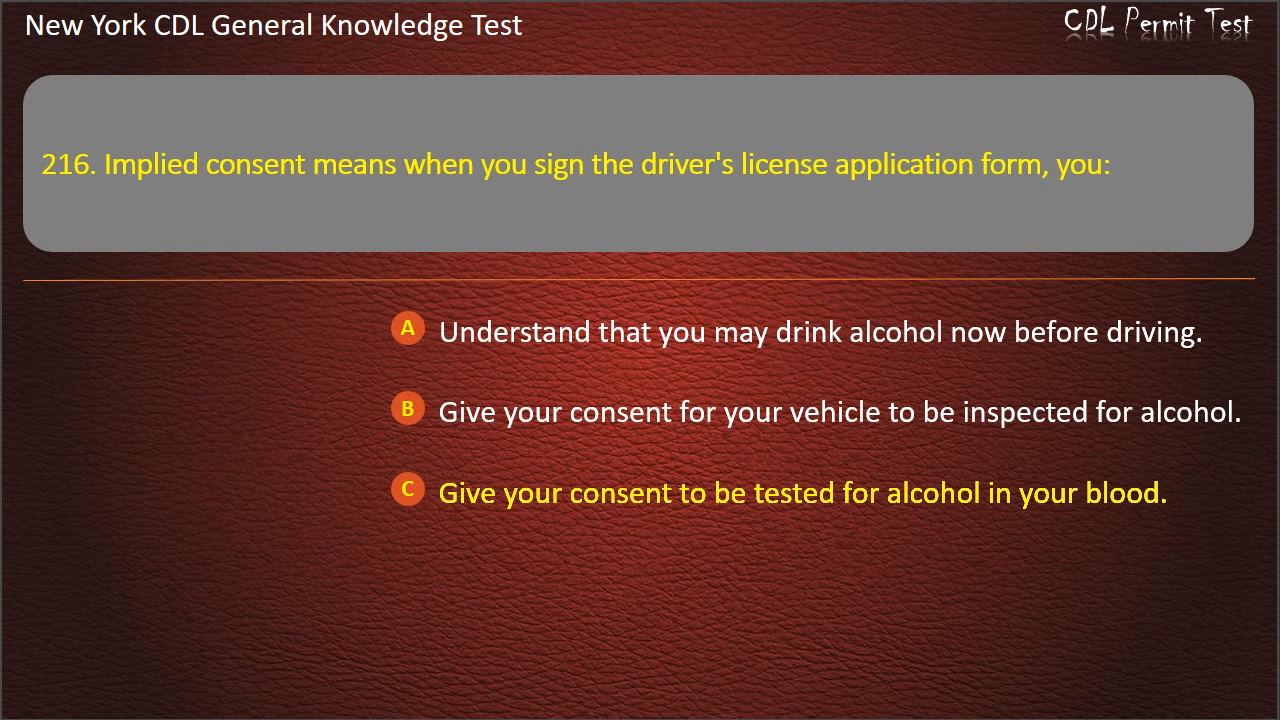 New York CDL General Knowledge Test
CDL Permit Test
216. Implied consent means when you sign the driver's license application form, you:
A Understand that you may drink alcohol now before driving.
B Give your consent for your vehicle to be inspected for alcohol.
C Give your consent to be tested for alcohol in your blood.